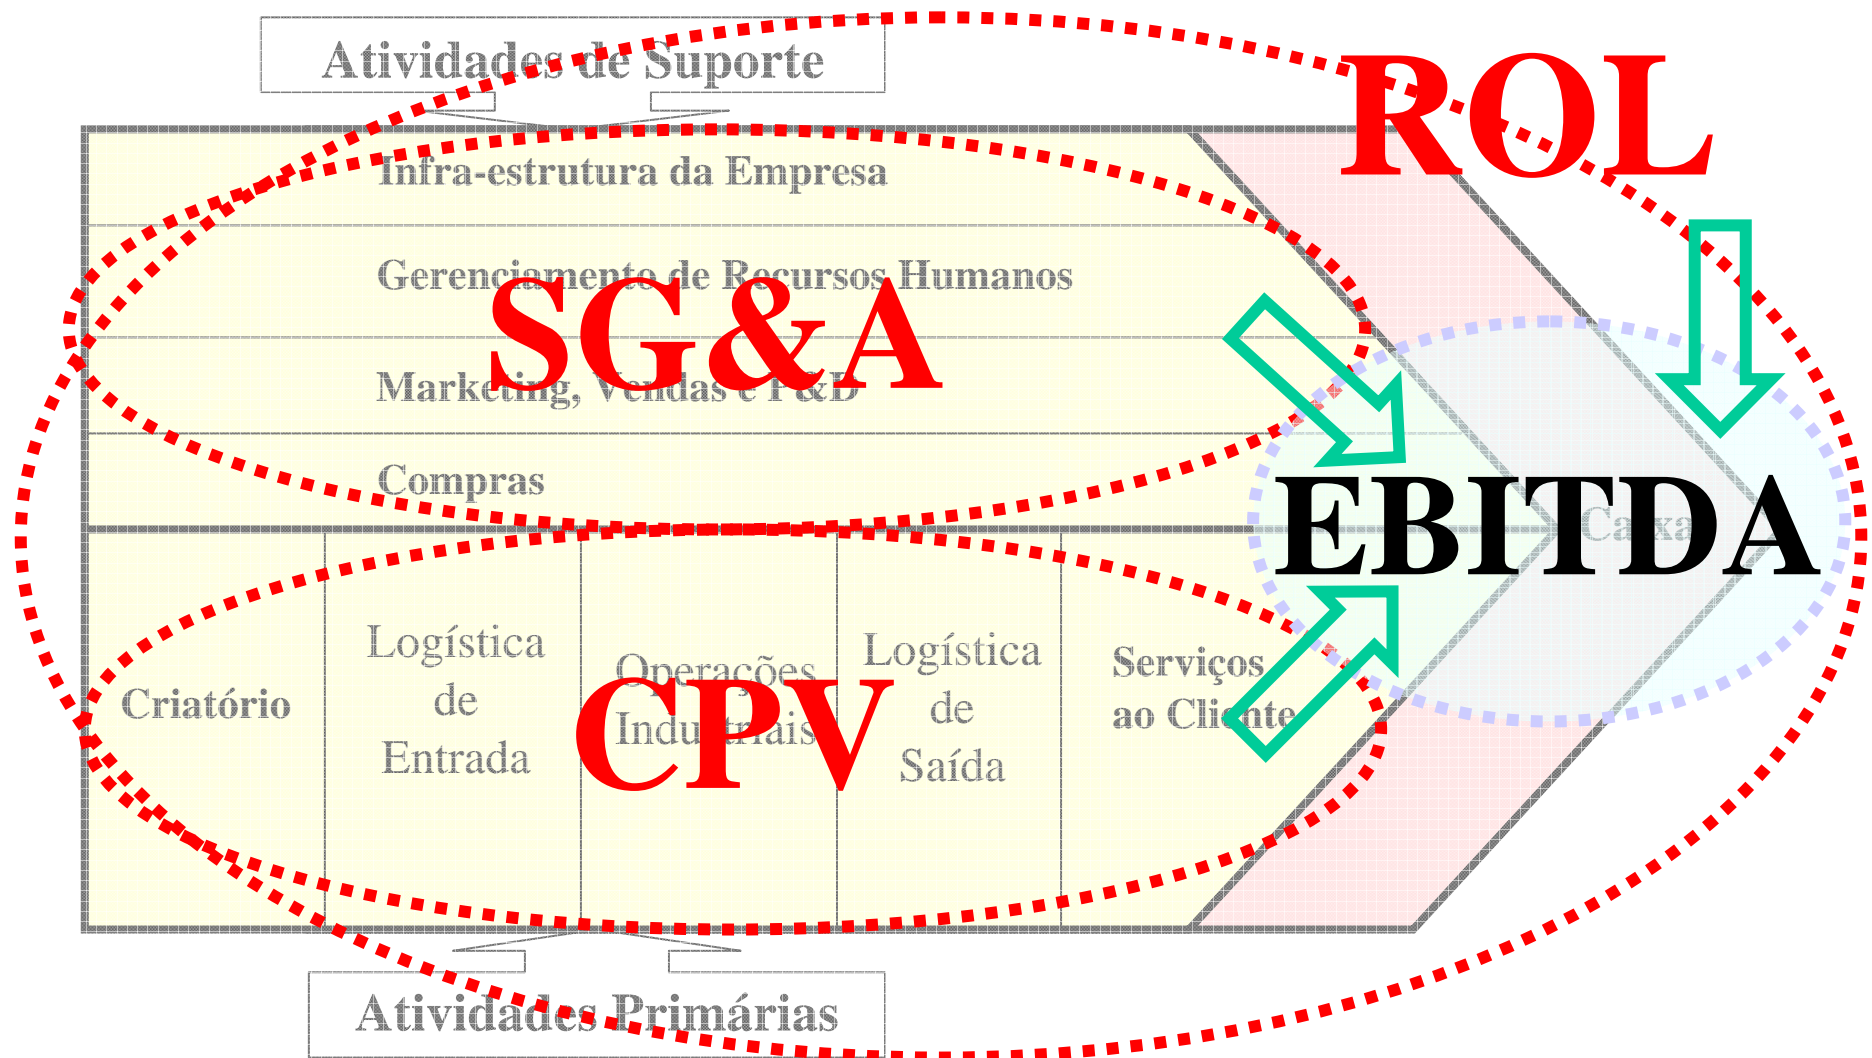 Atividades de Suporte
ROL
Infra-estrutura da Empresa
Gerenciamento de Recursos Humanos
SG&A
Marketing, Vendas e P&D
Compras
EBITDA
Caixa
Criatório
Logística
de
Entrada
Operações
Industriais
CPV
Logística
de
Saída
Serviços
ao Cliente
Atividades Primárias